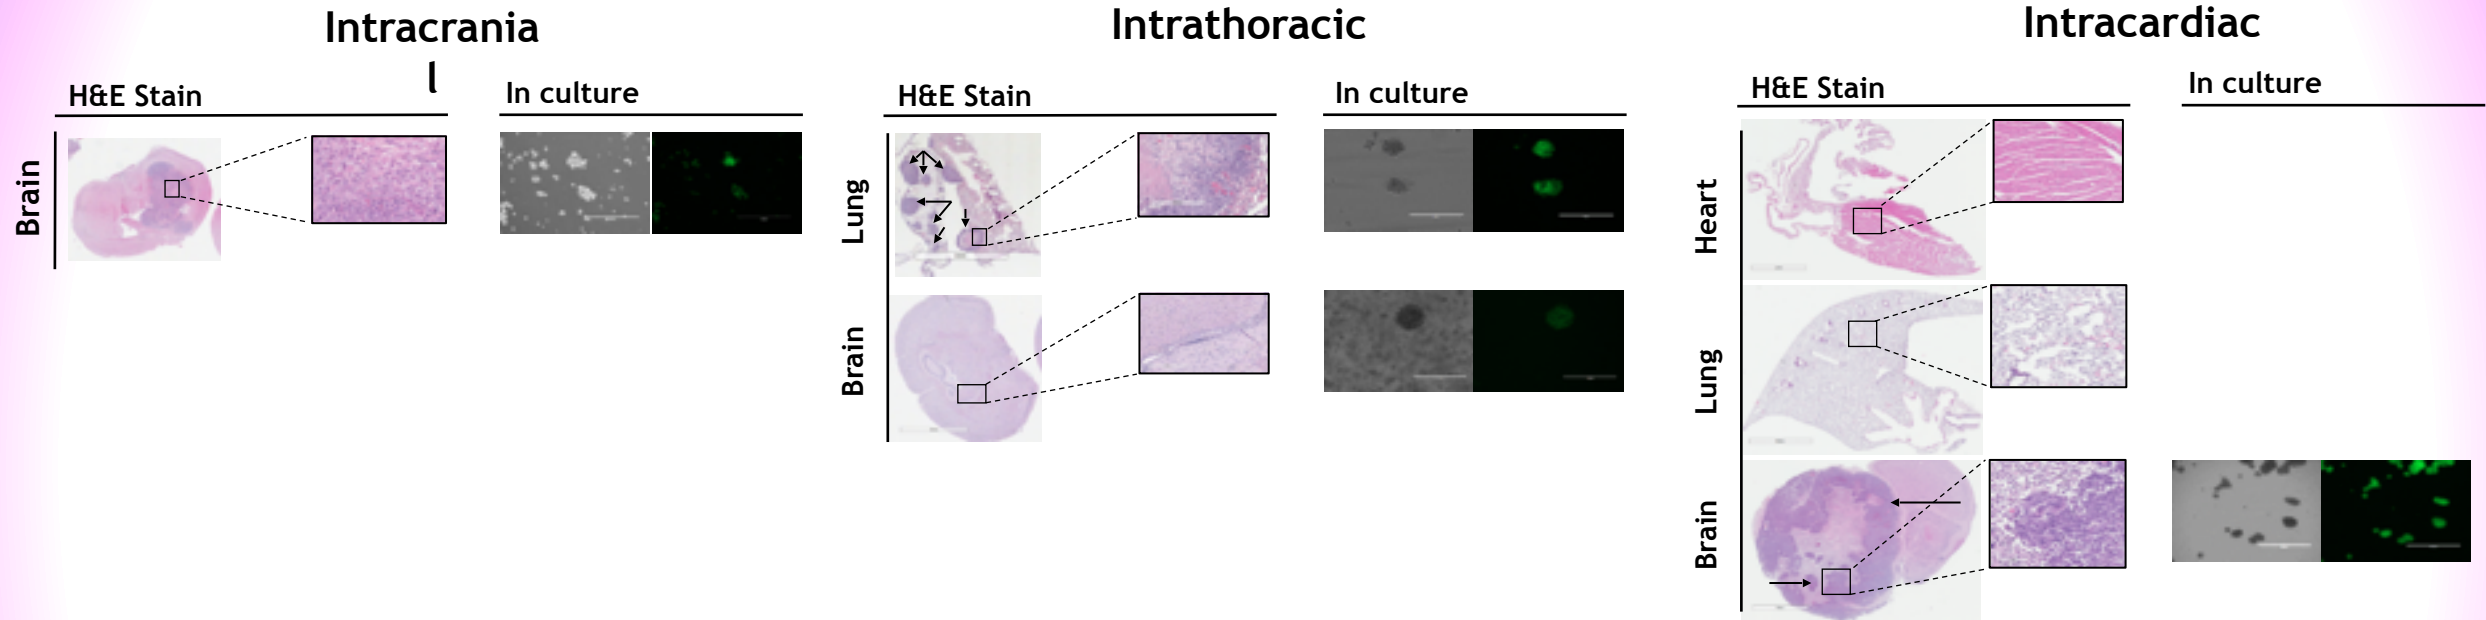 Intracrania
l
H&E Stain
In culture
Brain
Intrathoracic
H&E Stain
In culture
Lung
Brain
Intracardiac
H&E Stain
In culture
Heart
Lung
Brain